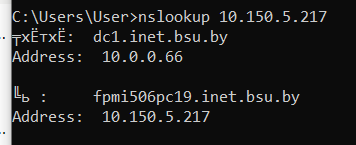 C:\Users\User>nslookup 10.150.5.217
╤хЁтхЁ:  dc1.inet.bsu.by
Address:  10.0.0.66

╚ь :     fpmi506pc19.inet.bsu.by
Address:  10.150.5.217